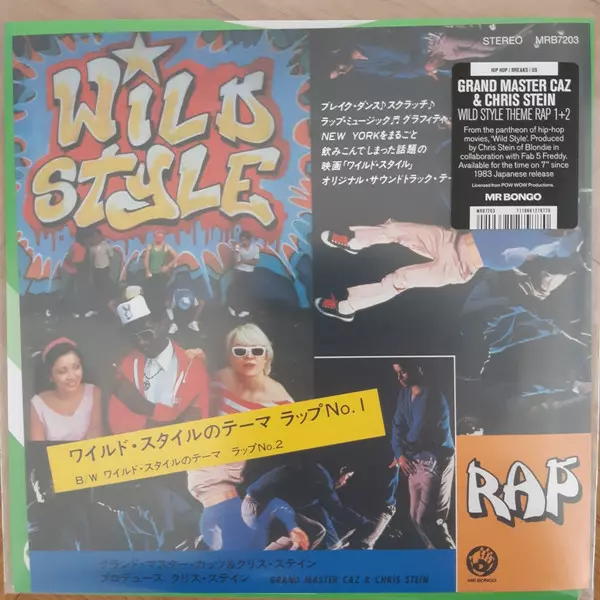 WILD
STYLE
STEREO MRB7203
ブレイク・ダンス♪スクラッチ♪
ラップ・ミュージック♬グラフィティ
NEW YORKをまるごと
飲みこんでしまった話題の
映画「ワイルド・スタイル」
オリジナル・サウンドトラック・テー
HIP HOP / BREAKS / US
GRAND MASTER CAZ
& CHRIS STEIN
WILD STYLE THEME RAP 1+2
From the pantheon of hip-hop
movies, 'Wild Style'. Produced
by Chris Stein of Blondie in
collaboration with Fab 5 Freddy.
Available for the time on 7" since
1983 Japanese release
Licensed from POW WOW Productions.
MR BONGO
MRB7203
ワイルド・スタイルのテーマ ラップNo.1
B/W ワイルド・スタイルのテーマ ラップNo.2
RAP
グランド・マスター・カッツ&クリス・ステイン
プロデュース クリス・ステイン GRAND MASTER CAZ & CHRIS STEIN
MR BONGO